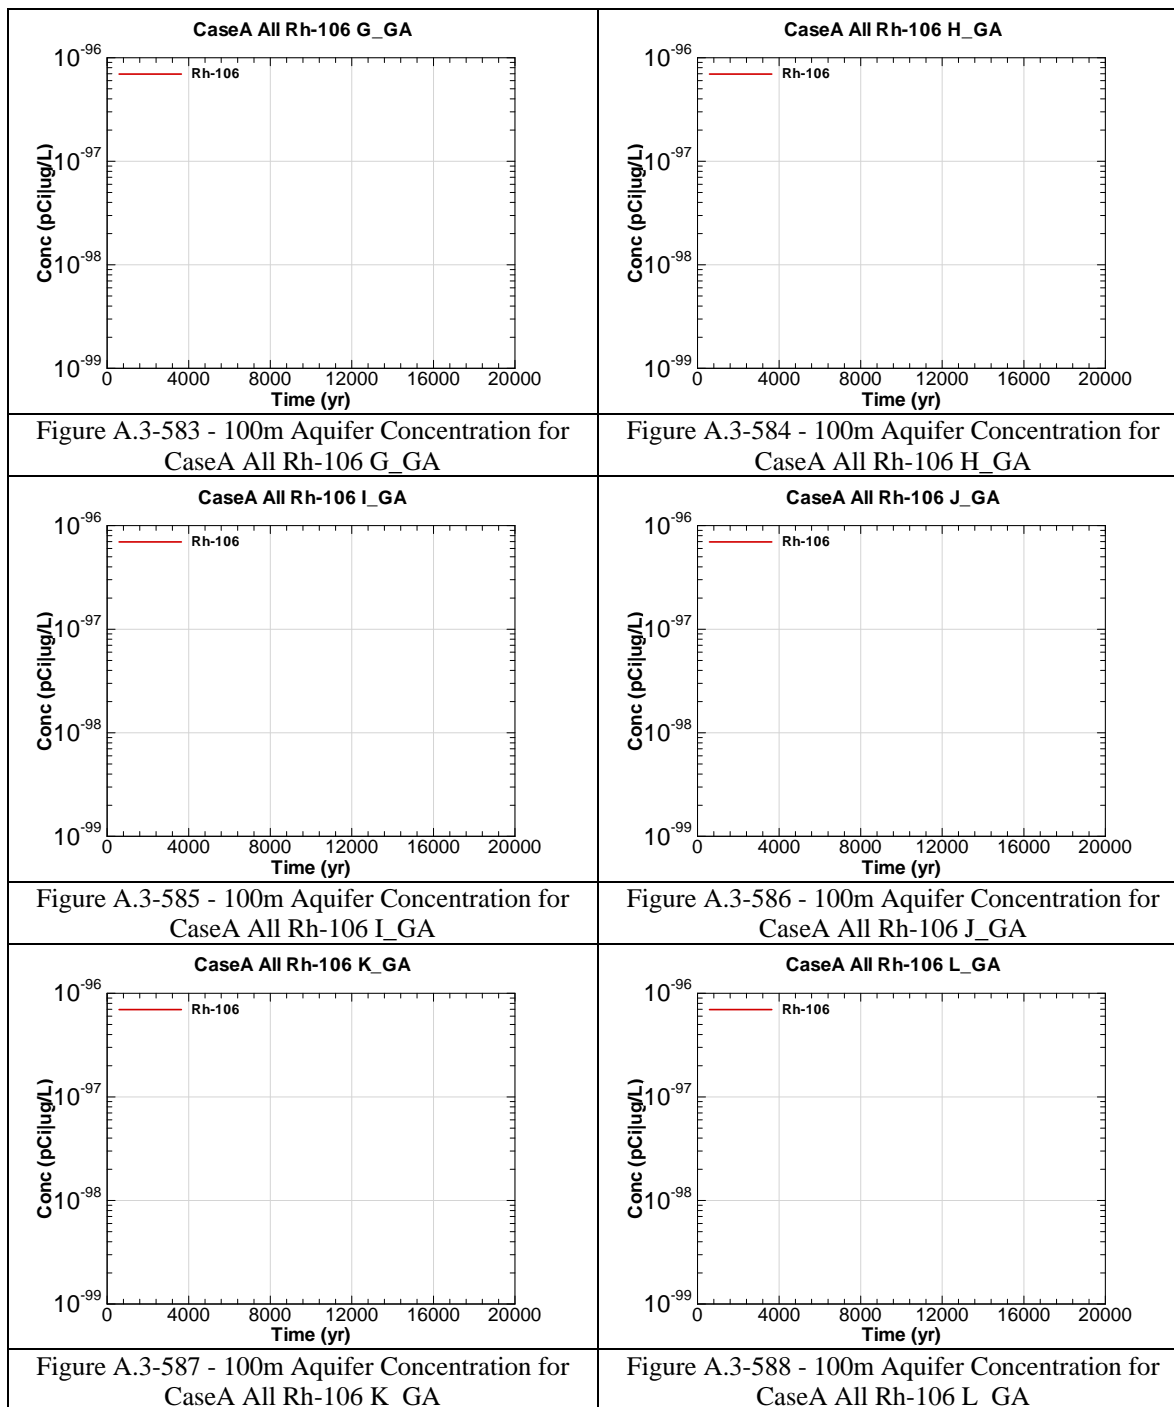 CaseA All Rh-106 G_GA
10-96
Rh-106
10-97
Conc (pCi|ug/L)
10-98
10-99
0 4000 8000 12000 16000 20000
Time (yr)
Figure A.3-583 - 100m Aquifer Concentration for
CaseA All Rh-106 G_GA
CaseA All Rh-106 H_GA
10-96
Rh-106
10-97
Conc (pCi|ug/L)
10-98
10-99
0 4000 8000 12000 16000 20000
Time (yr)
Figure A.3-584 - 100m Aquifer Concentration for
CaseA All Rh-106 H_GA
CaseA All Rh-106 I_GA
10-96
Rh-106
10-97
Conc (pCi|ug/L)
10-98
10-99
0 4000 8000 12000 16000 20000
Time (yr)
Figure A.3-585 - 100m Aquifer Concentration for
CaseA All Rh-106 I_GA
CaseA All Rh-106 J_GA
10-96
Rh-106
10-97
Conc (pCi|ug/L)
10-98
10-99
0 4000 8000 12000 16000 20000
Time (yr)
Figure A.3-586 - 100m Aquifer Concentration for
CaseA All Rh-106 J_GA
CaseA All Rh-106 K_GA
10-96
Rh-106
10-97
Conc (pCi|ug/L)
10-98
10-99
0 4000 8000 12000 16000 20000
Time (yr)
Figure A.3-587 - 100m Aquifer Concentration for
CaseA All Rh-106 K_GA
CaseA All Rh-106 L_GA
10-96
Rh-106
10-97
Conc (pCi|ug/L)
10-98
10-99
0 4000 8000 12000 16000 20000
Time (yr)
Figure A.3-588 - 100m Aquifer Concentration for
CaseA All Rh-106 L_GA